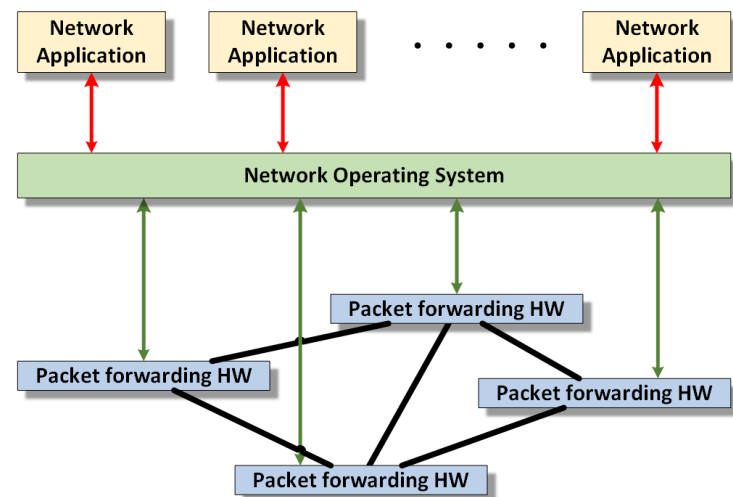 Network
Application
Network
Application
Network
Application
Network Operating System
Packet forwarding HW
Packet forwarding HW
Packet forwarding HW
Packet forwarding HW